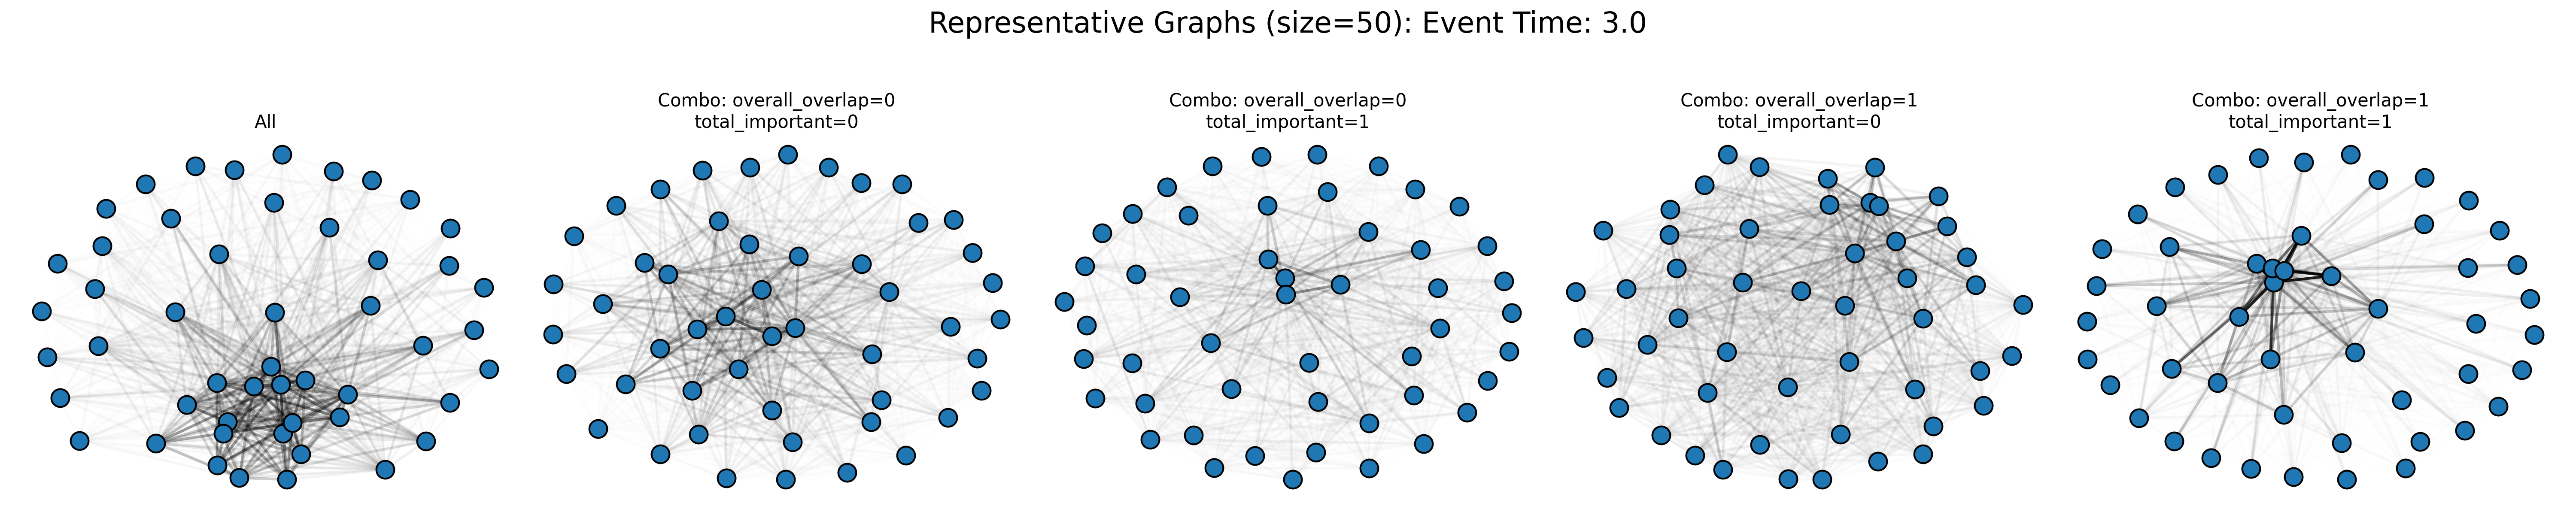 Representative Graphs (size=50): Event Time: 3.0
All
Combo: overall_overlap=0
total_important=0
Combo: overall_overlap=0
total_important=1
Combo: overall_overlap=1
total_important=0
Combo: overall_overlap=1
total_important=1